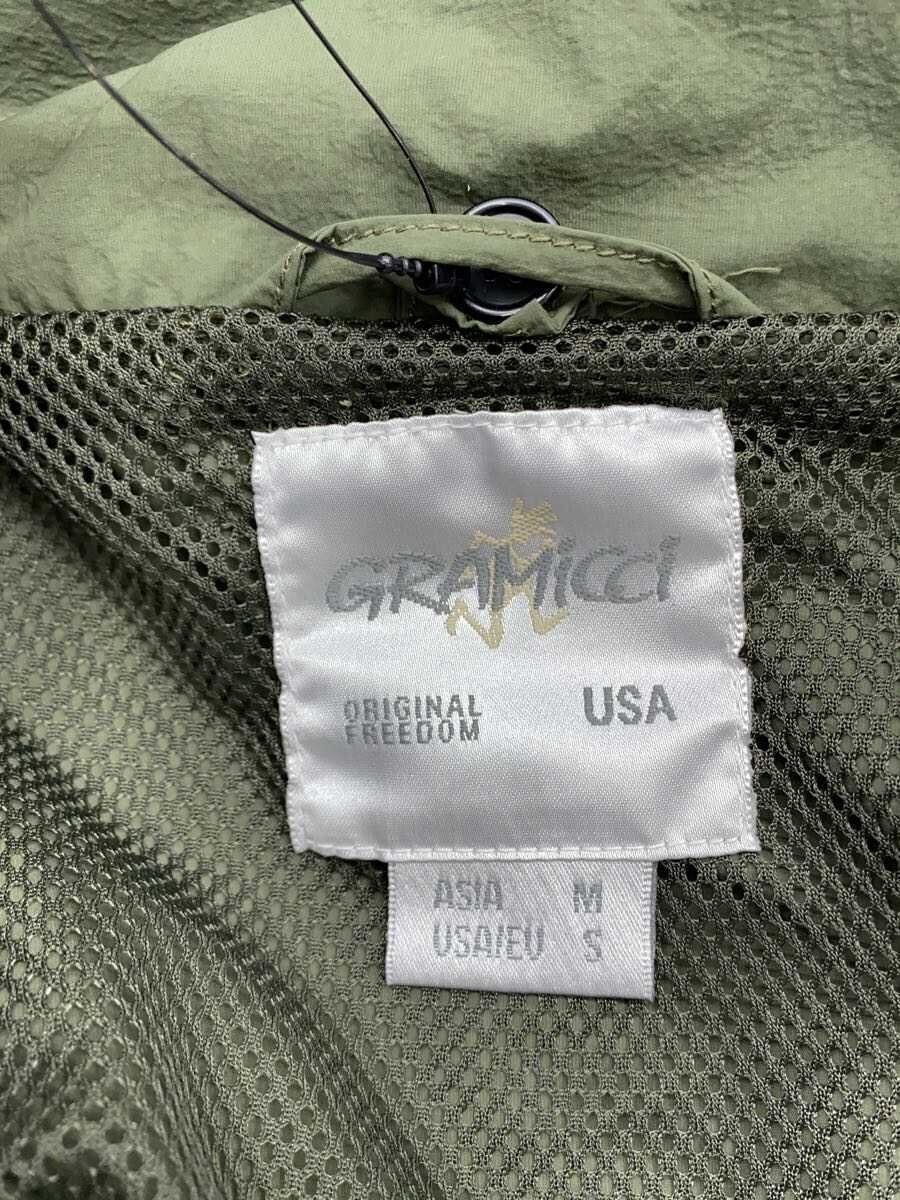 GRAMiCCi
ORIGINAL
FREEDOM
USA
ASIA M
USA/EU S